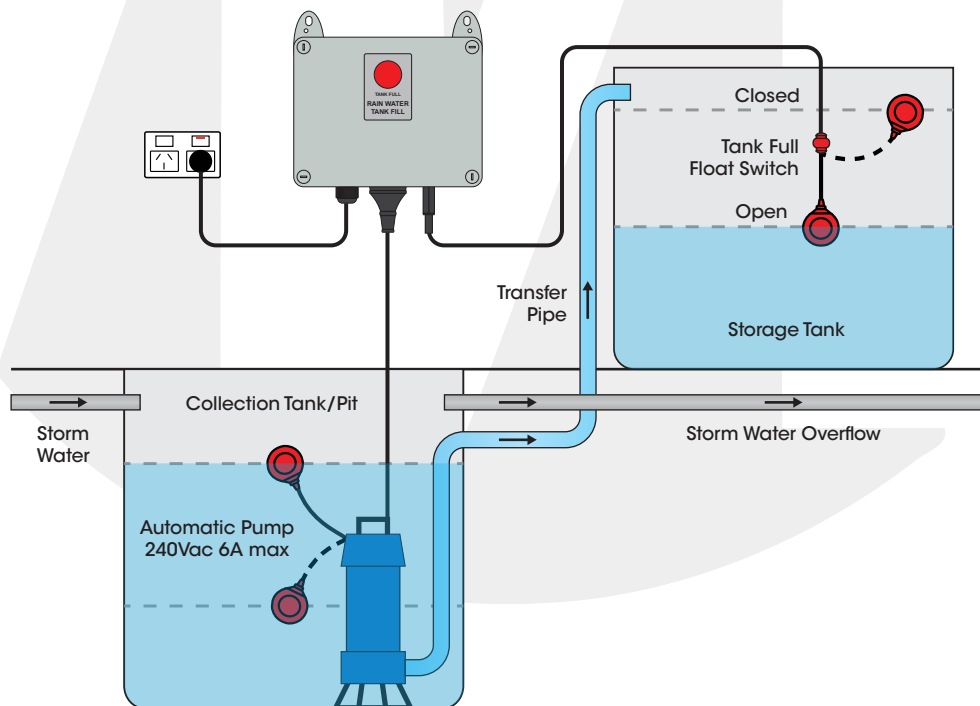 TANK FULL
RAIN WATER
TANK FILL
Closed
Tank Full
Float Switch
Open
Transfer
Pipe
Storage Tank
Collection Tank/Pit
Storm
Water
Storm Water Overflow
Automatic Pump
240Vac 6A max